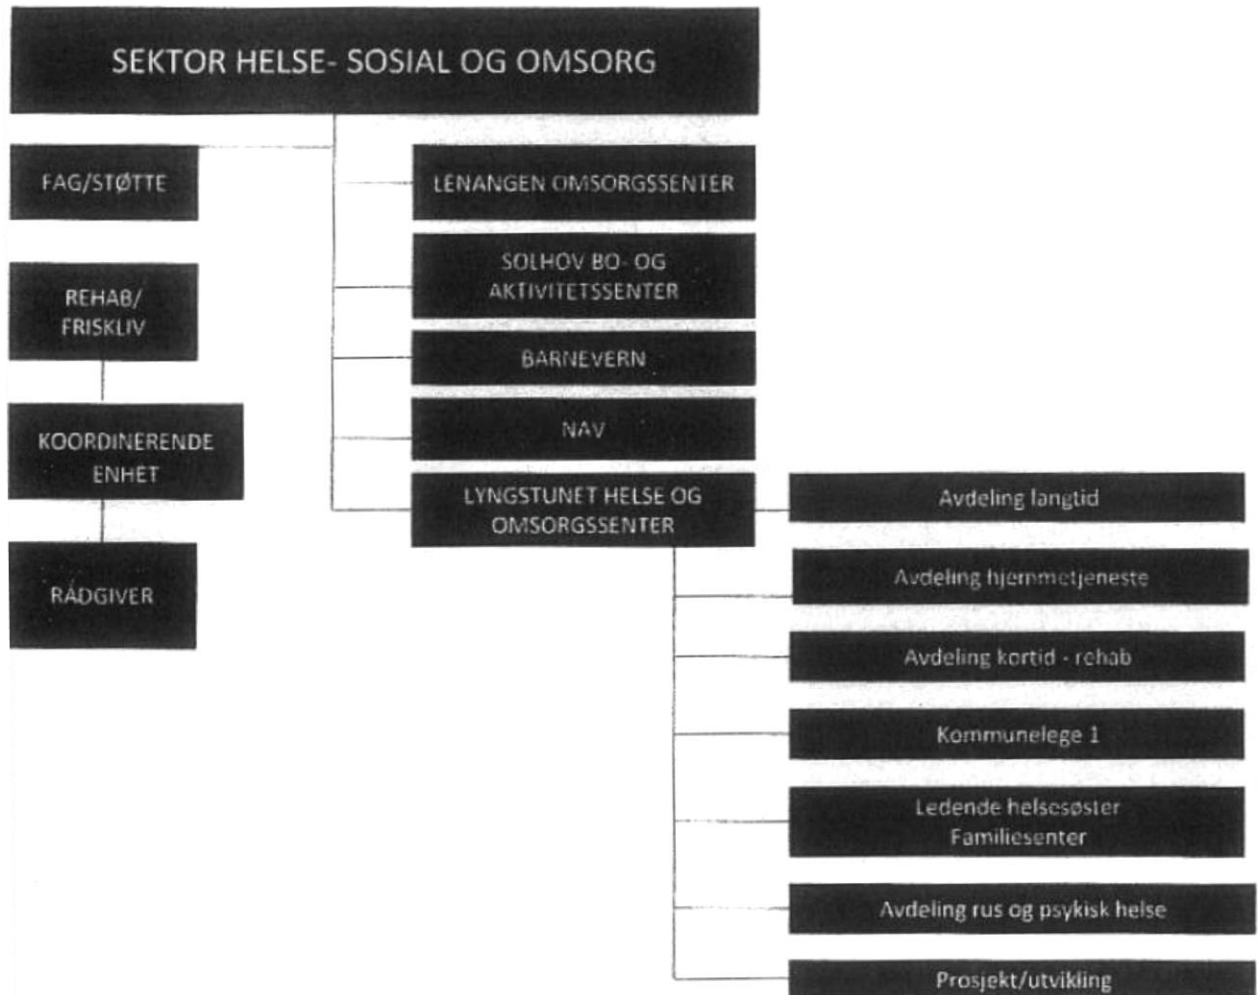 SEKTOR HELSE- SOSIAL OG OMSORG
FAG/STØTTE
REHAB/
FRISKLIV
KOORDINERENDE
ENHET
RÅDGIVER
LENANGEN OMSORGSSENTER
SOLHOV BO- OG
AKTIVITETSSENTER
BARNEVERN
NAV
LYNGSTUNET HELSE OG
OMSORGSSENTER
Avdeling langtid
Avdeling hjemmetjeneste
Avdeling kortid - rehab
Kommunelege 1
Ledende helsesøster
Familiesenter
Avdeling rus og psykisk helse
Prosjekt/utvikling